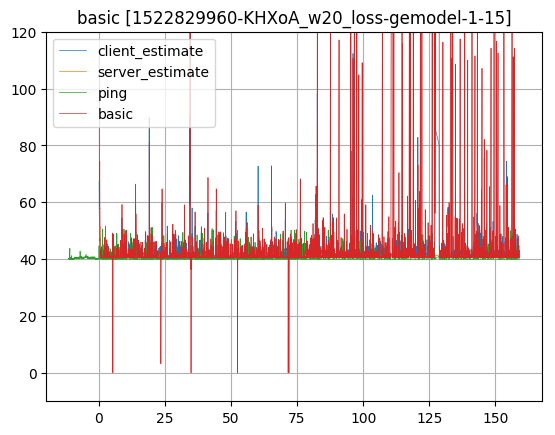 basic [1522829960-KHXoA_w20_loss-gemodel-1-15]
120
100
80
60
40
20
0
client_estimate
server_estimate
ping
basic
0
25
50
75
100
125
150